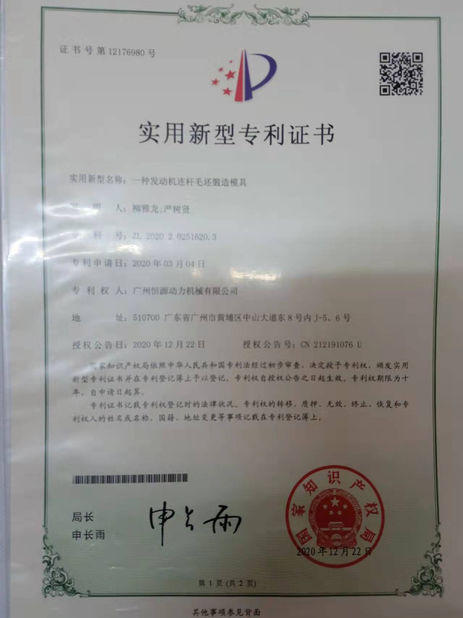 证书号第12176980号
实用新型专利证书
实用新型名称：一种发动机连杆毛坯锻造模具
发 明 人：柳雅龙;严树贤
专 利 号：ZL 2020 2 0251620.3
专利申请日：2020年03月04日
专 利 权 人：广州恒源动力机械有限公司
地 址：510700 广东省广州市黄埔区中山大道东8号内J-5、6号
授权公告日：2020年12月22日 授权公告号：CN 212191076 U
国家知识产权局依照中华人民共和国专利法经过初步审查，决定授予专利权，颁发实用
新型专利证书并在专利登记簿上予以登记。专利权自授权公告之日起生效。专利权期限为十
年，自申请日起算。
专利证书记载专利权登记时的法律状况。专利权的转移、质押、无效、终止、恢复和专
利权人的姓名或名称、国籍、地址变更等事项记载在专利登记簿上。
局长
申长雨
申长雨
国家知识产权局
2020年12月22日
第1页(共2页)
其他事项参见背面